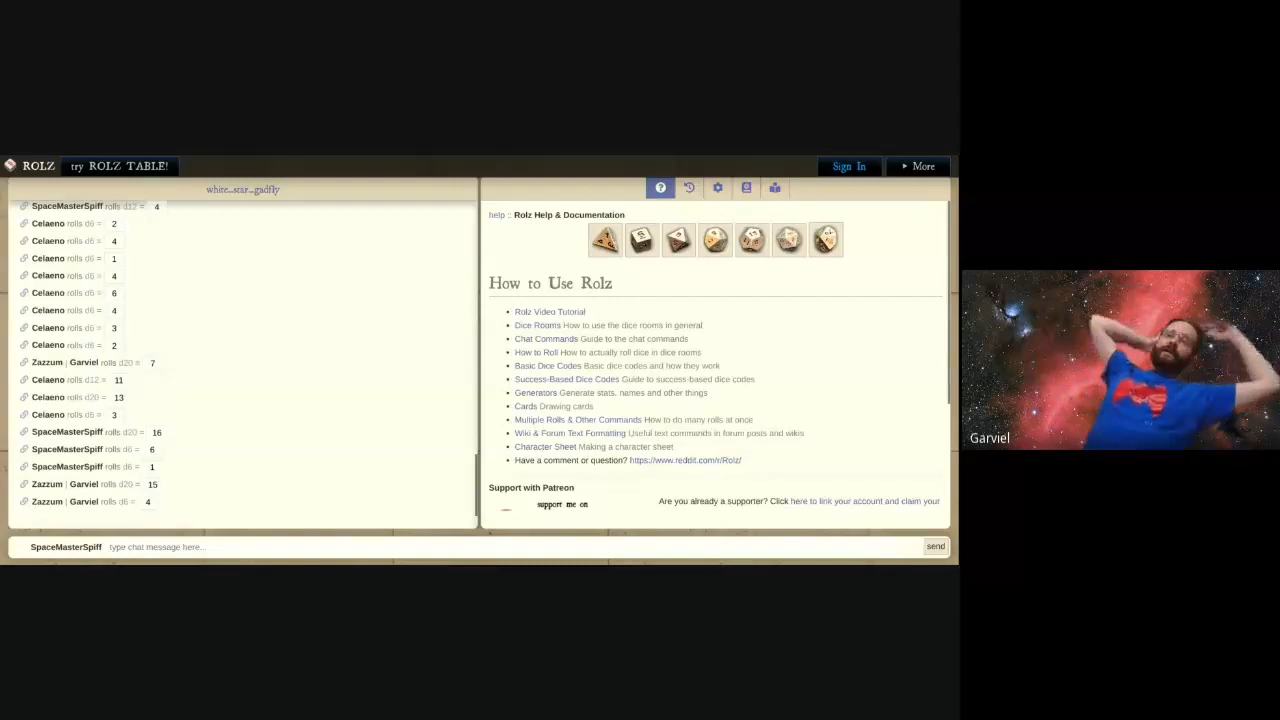 ROLZ try ROLZ TABLE! Sign In More
white_star_gadfly
SpaceMasterSpiff rolls d12 = 4
Celaeno rolls d6 = 2
Celaeno rolls d6 = 4
Celaeno rolls d6 = 1
Celaeno rolls d6 = 4
Celaeno rolls d6 = 6
Celaeno rolls d6 = 4
Celaeno rolls d6 = 3
Celaeno rolls d6 = 2
Zazzum | Garviel rolls d20 = 7
Celaeno rolls d12 = 11
Celaeno rolls d20 = 13
Celaeno rolls d6 = 3
SpaceMasterSpiff rolls d20 = 16
SpaceMasterSpiff rolls d6 = 6
SpaceMasterSpiff rolls d6 = 1
Zazzum | Garviel rolls d20 = 15
Zazzum | Garviel rolls d6 = 4
SpaceMasterSpiff type chat message here... send
help :: Rolz Help & Documentation
How to Use Rolz
Rolz Video Tutorial
Dice Rooms How to use the dice rooms in general
Chat Commands Guide to the chat commands
How to Roll How to actually roll dice in dice rooms
Basic Dice Codes Basic dice codes and how they work
Success-Based Dice Codes Guide to success-based dice codes
Generators Generate stats, names and other things
Cards Drawing cards
Multiple Rolls & Other Commands How to do many rolls at once
Wiki & Forum Text Formatting Useful text commands in forum posts and wikis
Character Sheet Making a character sheet
Have a comment or question? https://www.reddit.com/r/Rolz/
Support with Patreon
support me on
Are you already a supporter? Click here to link your account and claim your
Garviel